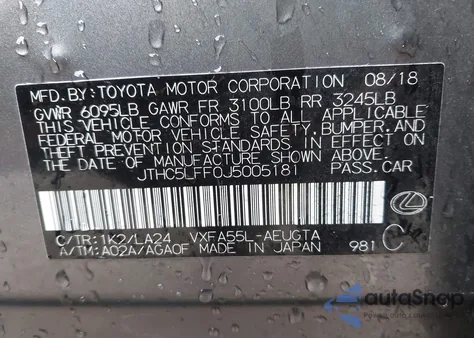 MFD. BY: TOYOTA MOTOR CORPORATION 08/18
GVWR 6095LB GAWR FR 3100LB RR 3245LB
THIS VEHICLE CONFORMS TO ALL APPLICABLE
FEDERAL MOTOR VEHICLE SAFETY, BUMPER, AND
THEFT PREVENTION STANDARDS IN EFFECT ON
THE DATE OF MANUFACTURE SHOWN ABOVE.
JTHC5LFF0J5005181 PASS. CAR
C/TR: 1K2/LA24 VXFA55L-AEUGTA
A/TM: A02A/AGA0F MADE IN JAPAN 981
C
autoSnap